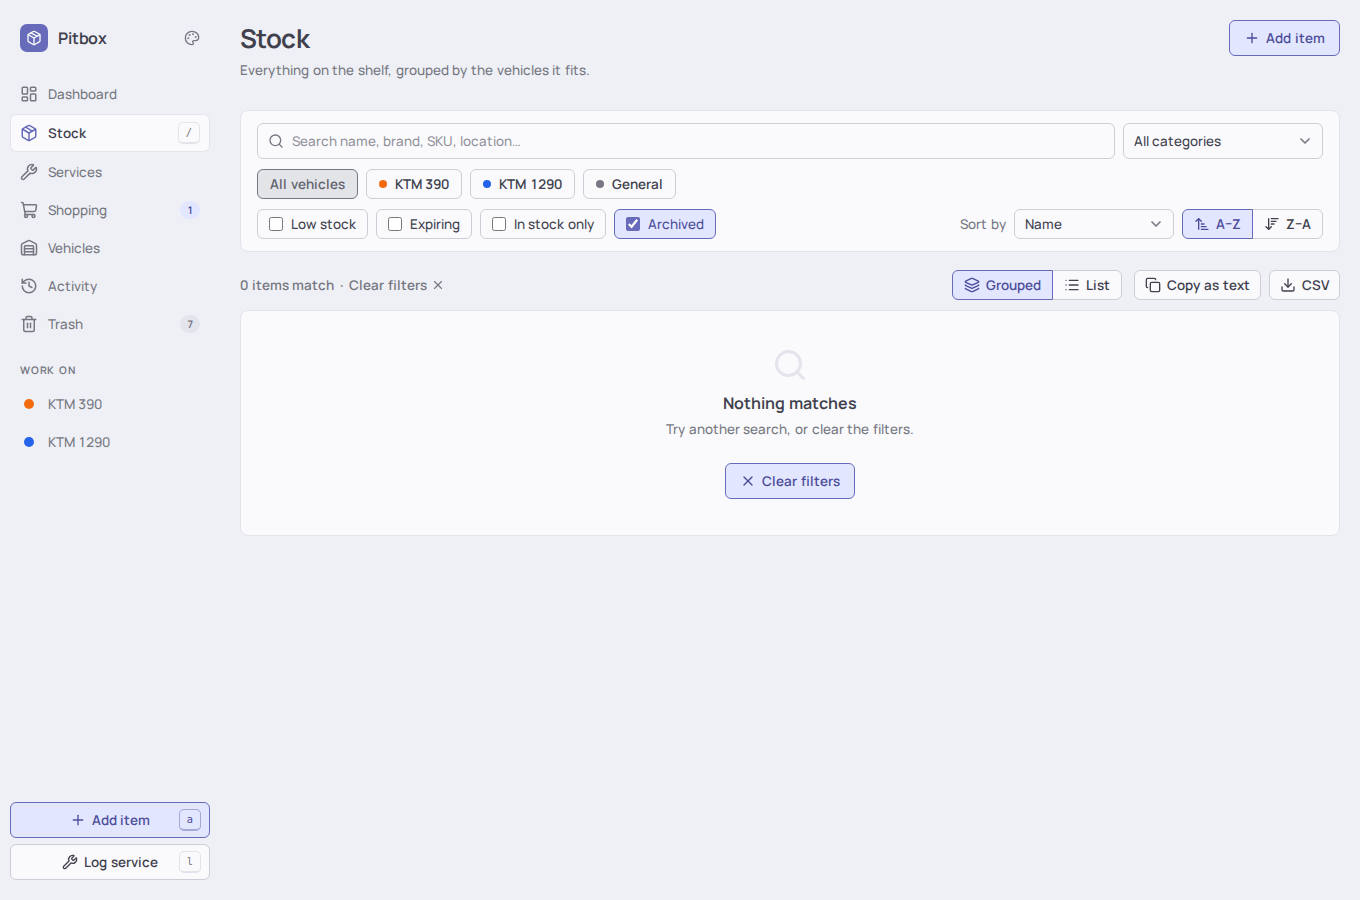 Pitbox
Dashboard
Stock /
Services
Shopping 1
Vehicles
Activity
Trash 7
WORK ON
KTM 390
KTM 1290
Add item a
Log service l
Stock
Add item
Everything on the shelf, grouped by the vehicles it fits.
Search name, brand, SKU, location…
All categories
All vehicles KTM 390 KTM 1290 General
Low stock Expiring In stock only Archived Sort by Name A–Z Z–A
0 items match · Clear filters
Grouped List Copy as text CSV
Nothing matches
Try another search, or clear the filters.
Clear filters